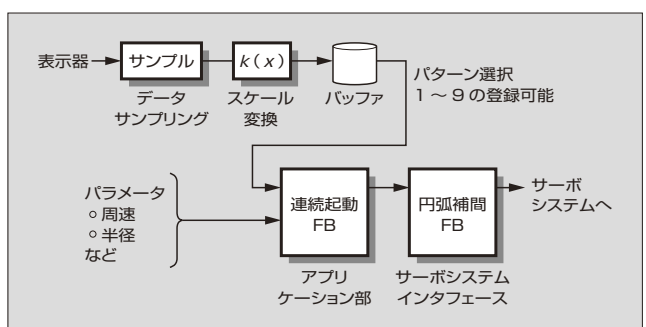 表示器
サンプル
k(x)
データ
サンプリング
スケール
変換
バッファ
パターン選択
1～9の登録可能
パラメータ
○周速
○半径
など
連続起動
FB
円弧補間
FB
サーボ
システムへ
アプリ
ケーション部
サーボシステム
インタフェース